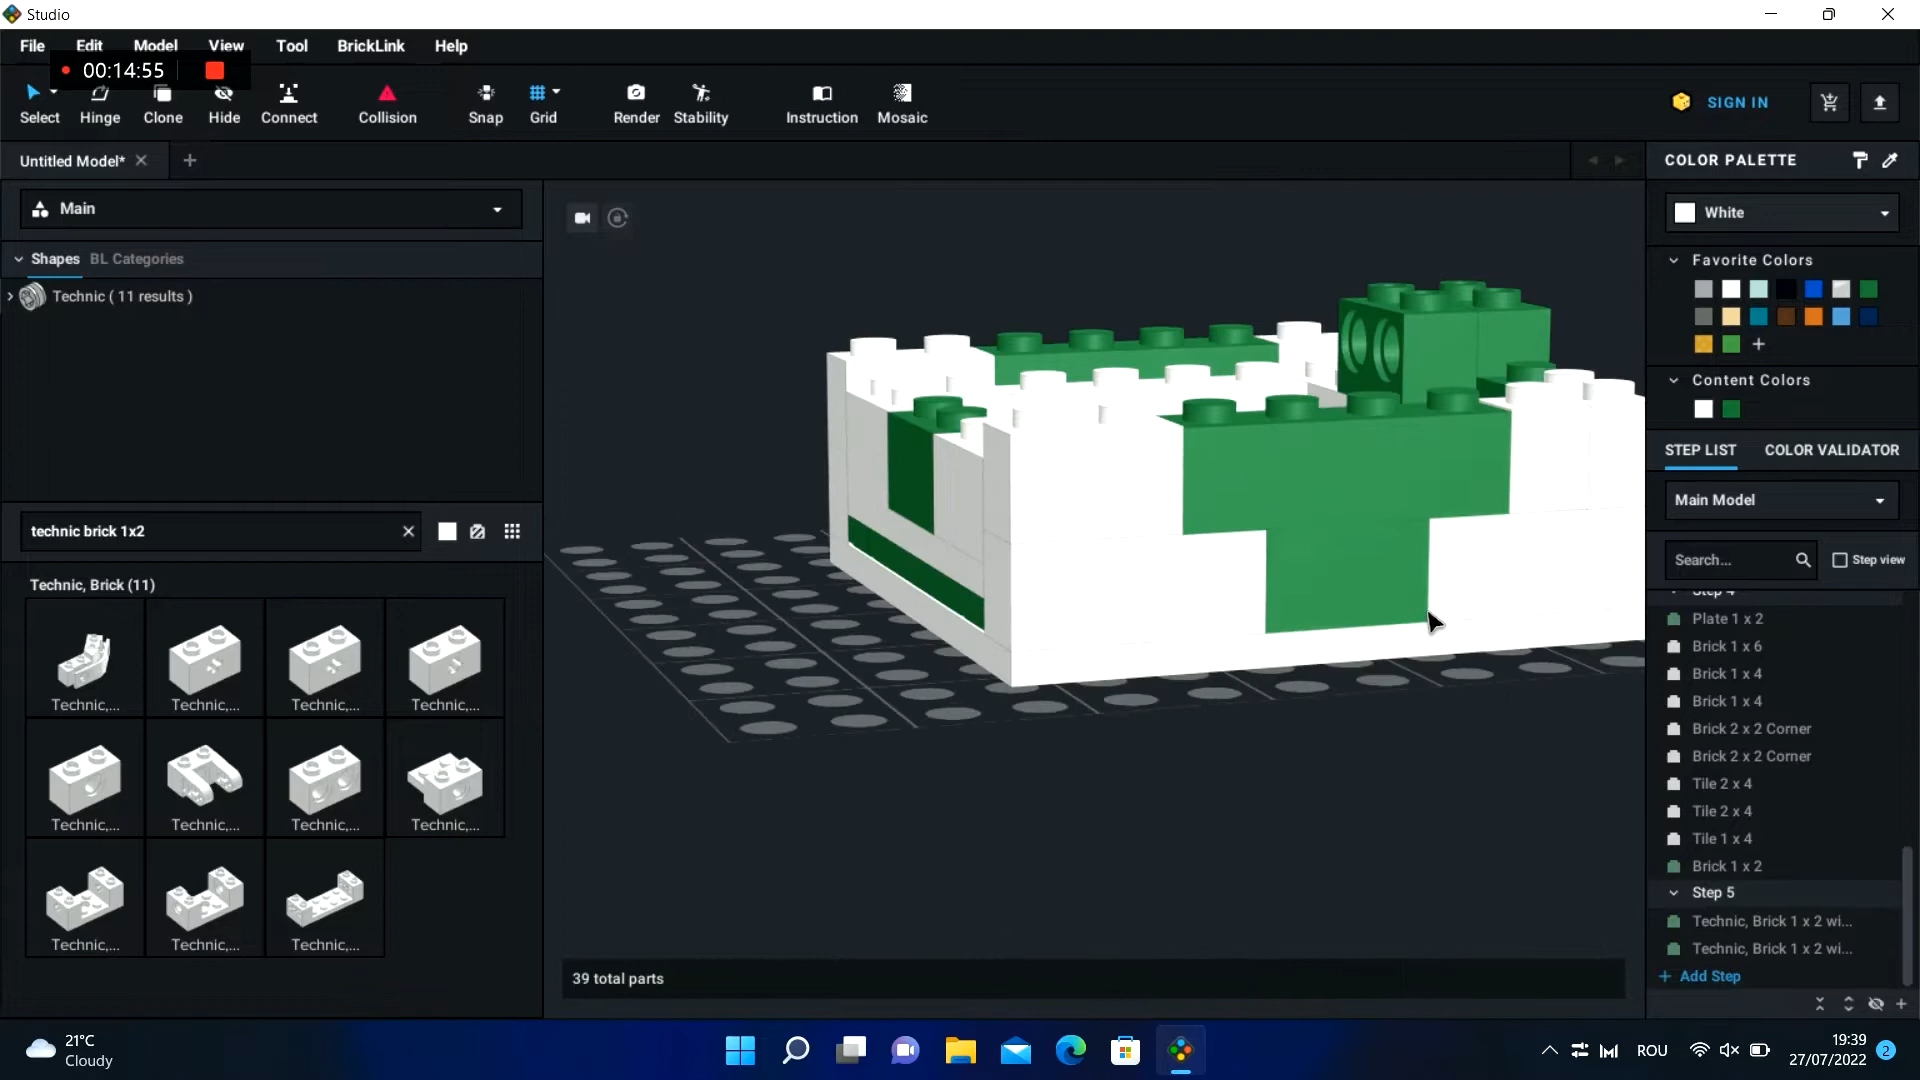 Studio
File Edit Model View Tool BrickLink Help
00:14:55
Select Hinge Clone Hide Connect Collision Snap Grid Render Stability Instruction Mosaic
SIGN IN
Untitled Model*
COLOR PALETTE
Main
White
Shapes BL Categories
Favorite Colors
Technic ( 11 results )
Content Colors
STEP LIST COLOR VALIDATOR
Main Model
technic brick 1x2
Search... Step view
Technic, Brick (11)
Step 4
Plate 1 x 2
Brick 1 x 6
Brick 1 x 4
Brick 1 x 4
Brick 2 x 2 Corner
Brick 2 x 2 Corner
Tile 2 x 4
Tile 2 x 4
Tile 1 x 4
Brick 1 x 2
Step 5
Technic, Brick 1 x 2 wi...
Technic, Brick 1 x 2 wi...
Add Step
Technic,... Technic,... Technic,... Technic,...
Technic,... Technic,... Technic,... Technic,...
Technic,... Technic,... Technic,...
39 total parts
21°C
Cloudy
ROU
19:39
27/07/2022
2